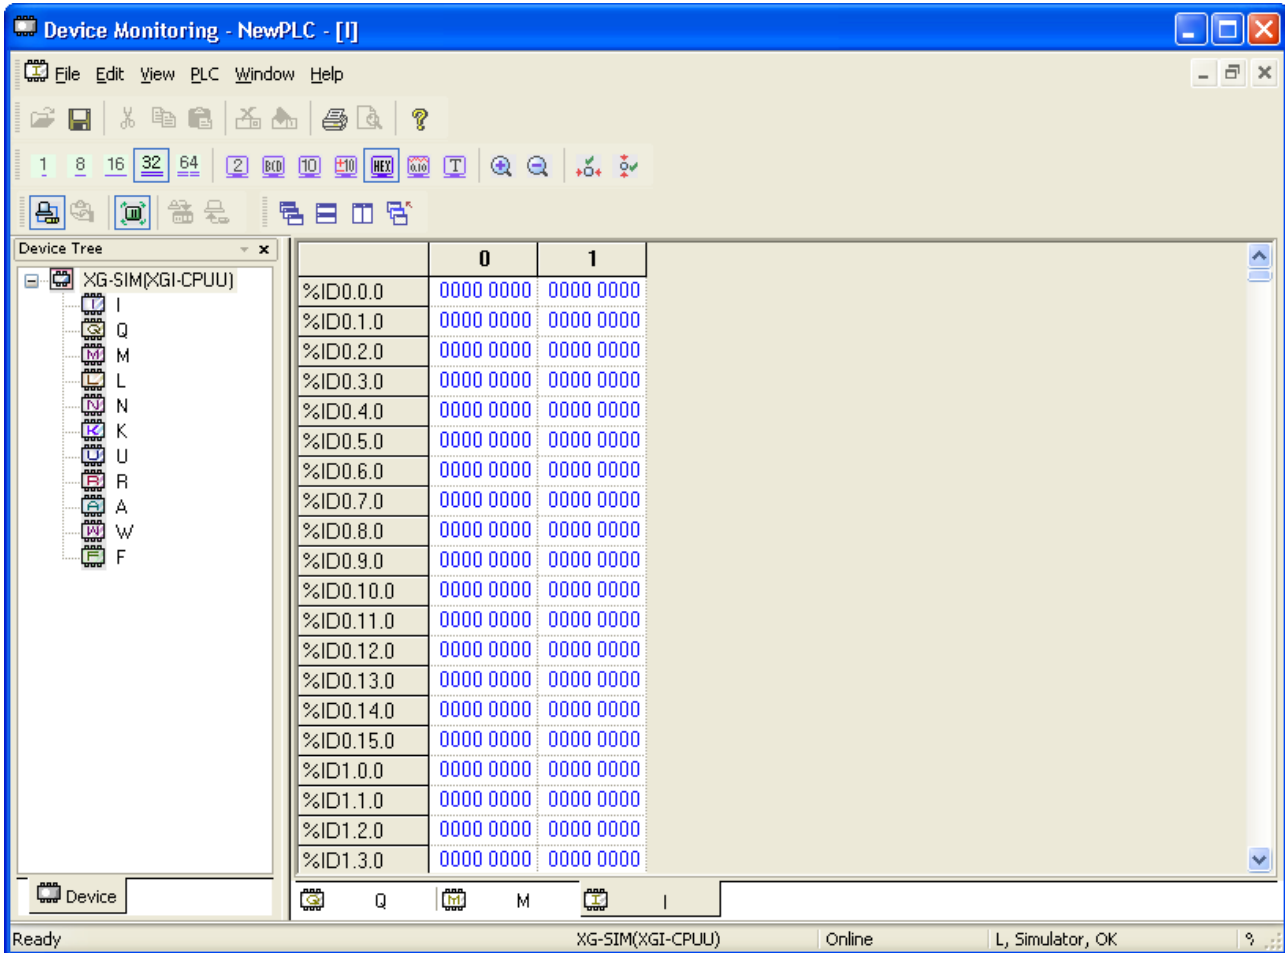 Device Monitoring - NewPLC - [I]
File Edit View PLC Window Help
1 8 16 32 64 2 BCD 10 ±10 HEX 0.10 T
Device Tree
XG-SIM(XGI-CPUU)
I
Q
M
L
N
K
U
R
A
W
F
0 1
%ID0.0.0 0000 0000 0000 0000
%ID0.1.0 0000 0000 0000 0000
%ID0.2.0 0000 0000 0000 0000
%ID0.3.0 0000 0000 0000 0000
%ID0.4.0 0000 0000 0000 0000
%ID0.5.0 0000 0000 0000 0000
%ID0.6.0 0000 0000 0000 0000
%ID0.7.0 0000 0000 0000 0000
%ID0.8.0 0000 0000 0000 0000
%ID0.9.0 0000 0000 0000 0000
%ID0.10.0 0000 0000 0000 0000
%ID0.11.0 0000 0000 0000 0000
%ID0.12.0 0000 0000 0000 0000
%ID0.13.0 0000 0000 0000 0000
%ID0.14.0 0000 0000 0000 0000
%ID0.15.0 0000 0000 0000 0000
%ID1.0.0 0000 0000 0000 0000
%ID1.1.0 0000 0000 0000 0000
%ID1.2.0 0000 0000 0000 0000
%ID1.3.0 0000 0000 0000 0000
Device
Q M I
Ready XG-SIM(XGI-CPUU) Online L, Simulator, OK